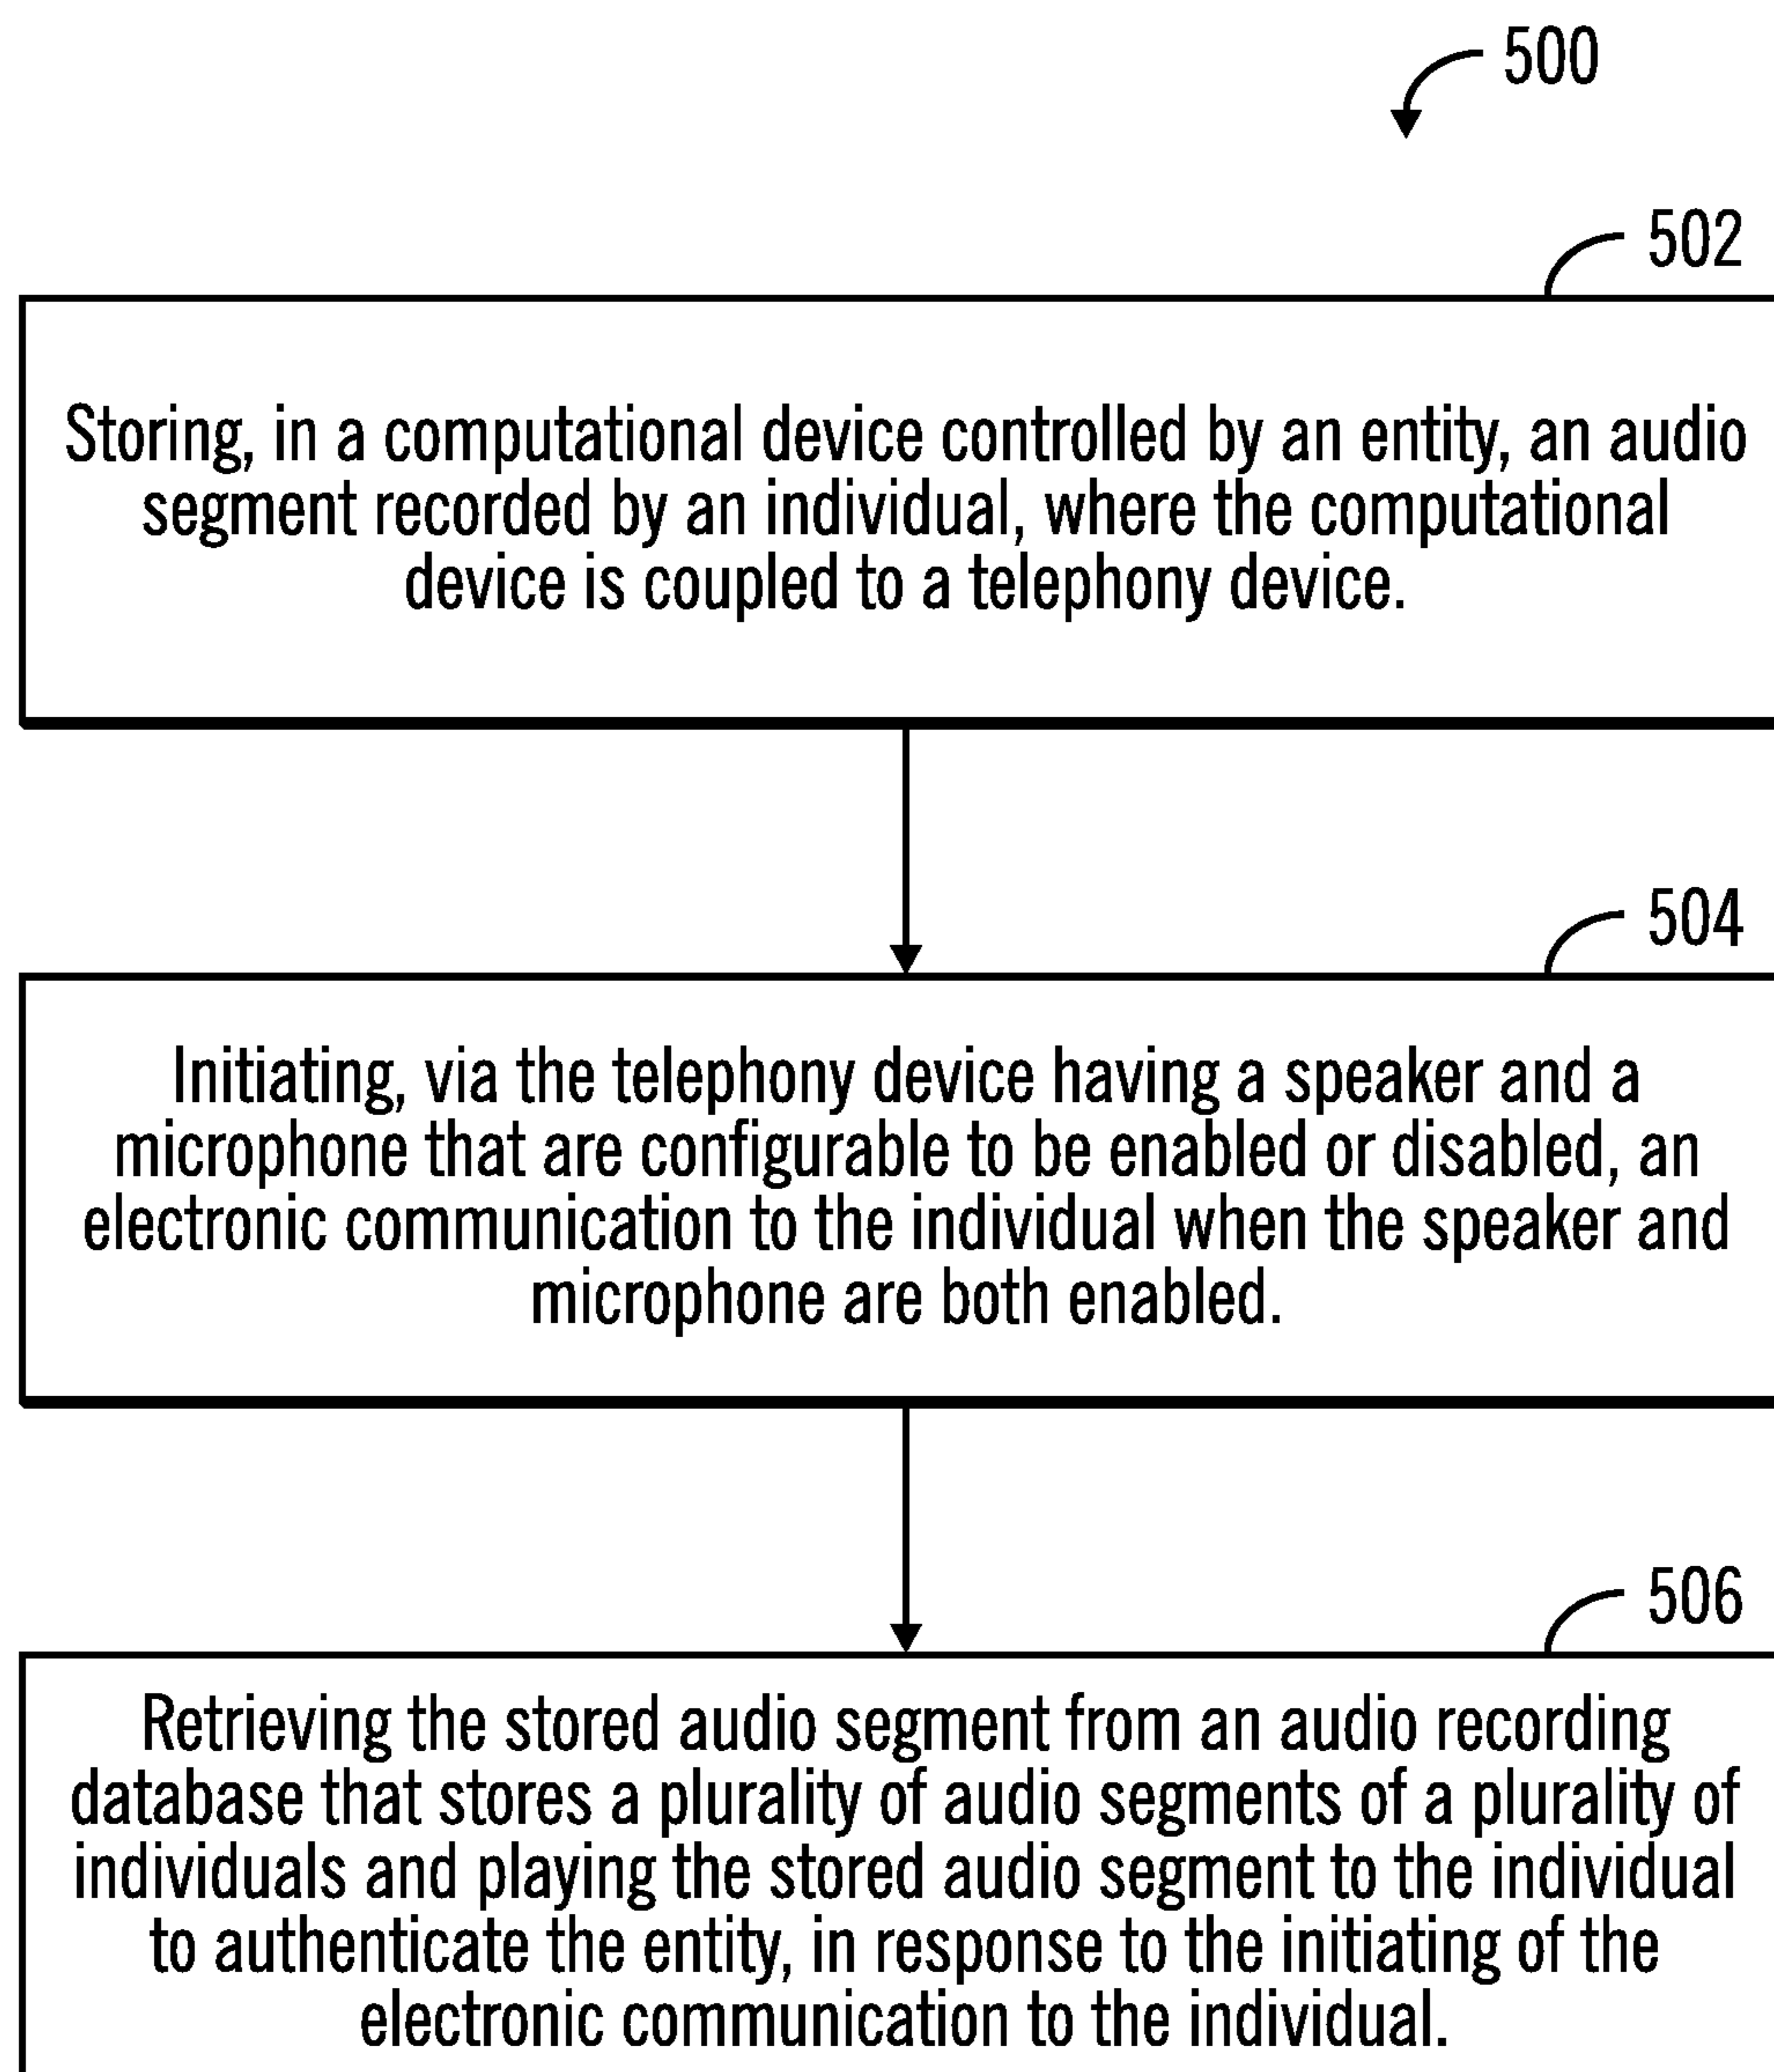 500
502
Storing, in a computational device controlled by an entity, an audio
segment recorded by an individual, where the computational
device is coupled to a telephony device.
504
Initiating, via the telephony device having a speaker and a
microphone that are configurable to be enabled or disabled, an
electronic communication to the individual when the speaker and
microphone are both enabled.
506
Retrieving the stored audio segment from an audio recording
database that stores a plurality of audio segments of a plurality of
individuals and playing the stored audio segment to the individual
to authenticate the entity, in response to the initiating of the
electronic communication to the individual.